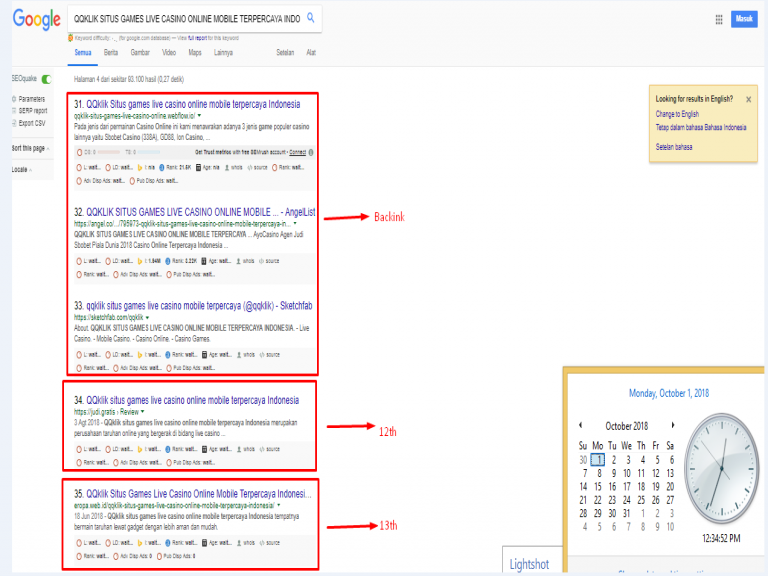 Google
QQKLIK SITUS GAMES LIVE CASINO ONLINE MOBILE TERPERCAYA INDO
Masuk
Keyword difficulty: -.-- (for google.com database) — View full report for this keyword
Semua Berita Gambar Video Maps Lainnya Setelan Alat
SEOquake
Parameters
SERP report
Export CSV
Sort this page
Locale
Halaman 4 dari sekitar 93.100 hasil (0,27 detik)
31. QQklik Situs games live casino online mobile terpercaya Indonesia
qqklik-situs-games-live-casino-online.webflow.io/
Pada jenis dari permainan Casino Online ini kami menawarkan adanya 3 jenis game populer casino
lainnya yaitu Sbobet Casino (338A), GD88, Ion Casino, ...
Get Trust metrics with free SEMrush account - Connect
L: wait... LD: wait... I: n/a Rank: 21.5K Age: n/a whois source Rank: wait...
Adv Disp Ads: wait... Pub Disp Ads: wait...
32. QQKLIK SITUS GAMES LIVE CASINO ONLINE MOBILE ... - AngelList
https://angel.co/.../795973-qqklik-situs-games-live-casino-online-mobile-terpercaya-in...
QQKLIK SITUS GAMES LIVE CASINO ONLINE MOBILE TERPERCAYA ... AyoCasino Agen Judi
Sbobet Piala Dunia 2018 Casino Online Terpercaya Indonesia ...
L: wait... LD: wait... I: 1.94M Rank: 3.22K Age: wait... whois source
Rank: wait... Adv Disp Ads: wait... Pub Disp Ads: wait...
33. qqklik situs games live casino mobile terpercaya (@qqklik) - Sketchfab
https://sketchfab.com/qqklik
About. QQKLIK SITUS GAMES LIVE CASINO ONLINE MOBILE TERPERCAYA INDONESIA. - Live
Casino. - Mobile Casino. - Casino Online. - Casino Games.
L: wait... LD: wait... I: wait... Rank: wait... Age: wait... whois source
Rank: wait... Adv Disp Ads: wait... Pub Disp Ads: wait...
Backink
34. QQklik situs games live casino online mobile terpercaya Indonesia
https://judi.gratis › Review
3 Agt 2018 - QQklik situs games live casino online mobile terpercaya Indonesia merupakan
perusahaan taruhan online yang bergerak di bidang live casino ...
L: wait... LD: wait... I: wait... Rank: wait... Age: wait... whois source
Rank: wait... Adv Disp Ads: wait... Pub Disp Ads: wait...
12th
35. QQklik Situs Games Live Casino Online Mobile Terpercaya Indonesi...
eropa.web.id/qqklik-situs-games-live-casino-online-mobile-terpercaya-indonesia/
18 Jun 2018 - QQklik situs games live casino online mobile terpercaya Indonesia tempatnya
bermain taruhan lewat gadget dengan lebih aman dan mudah.
L: wait... LD: wait... I: wait... Rank: wait... Age: wait... whois source
Rank: wait... Adv Disp Ads: 0 Pub Disp Ads: 0
13th
Looking for results in English?
Change to English
Tetap dalam bahasa Bahasa Indonesia
Setelan bahasa
Monday, October 1, 2018
October 2018
Su Mo Tu We Th Fr Sa
30 1 2 3 4 5 6
7 8 9 10 11 12 13
14 15 16 17 18 19 20
21 22 23 24 25 26 27
28 29 30 31 1 2 3
4 5 6 7 8 9 10
12:34:52 PM
Lightshot